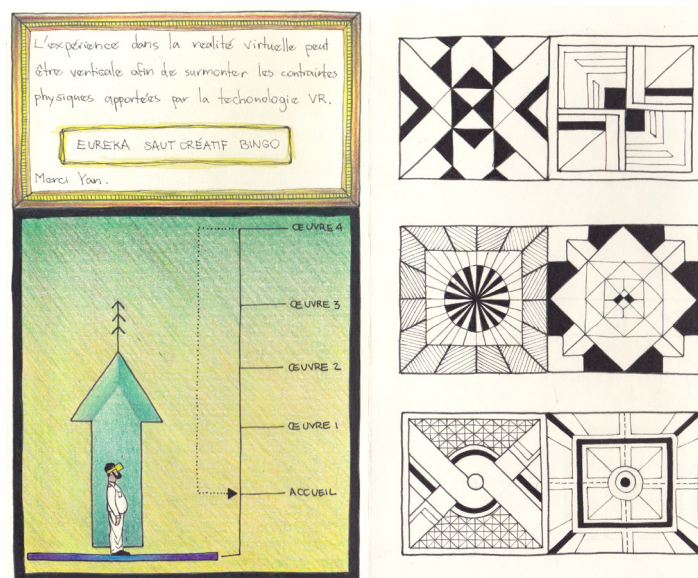 L'expérience dans la realité virtuelle peut
être verticale afin de surmonter les contraintes
physiques apportées par la techonologie VR.
EUREKA SAUT CRÉATIF BINGO
Merci Yan.
ŒUVRE 4
ŒUVRE 3
ŒUVRE 2
ŒUVRE 1
ACCUEIL